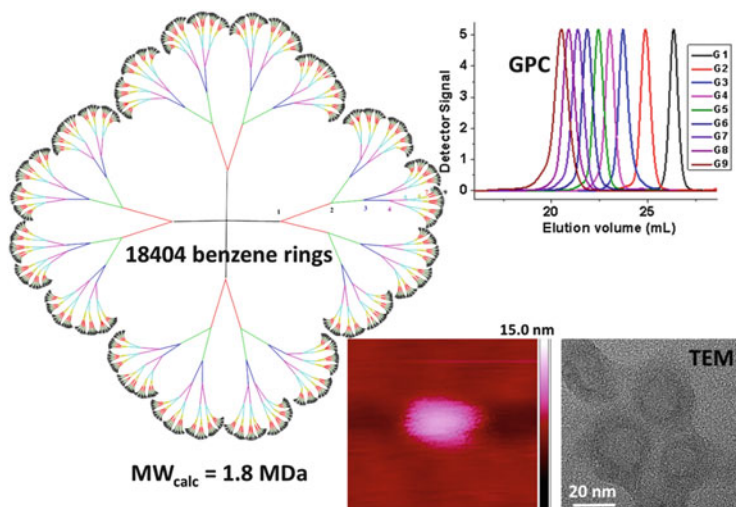 1
2
3
4
18404 benzene rings
MWcalc = 1.8 MDa
GPC
Detector Signal
5
4
3
2
1
0
20
25
Elution volume (mL)
G1
G2
G3
G4
G5
G6
G7
G8
G9
15.0 nm
TEM
20 nm